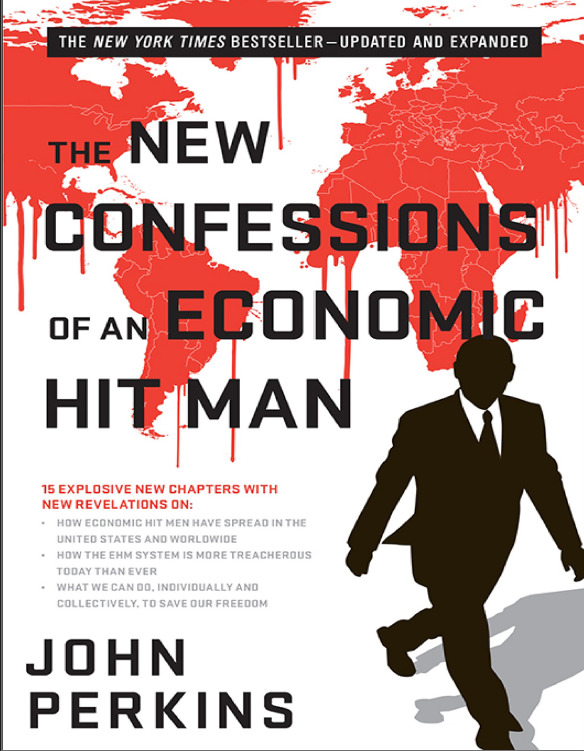 THE NEW YORK TIMES BESTSELLER—UPDATED AND EXPANDED
THE NEW
CONFESSIONS
OF AN ECONOMIC
HIT MAN
15 EXPLOSIVE NEW CHAPTERS WITH
NEW REVELATIONS ON:
• HOW ECONOMIC HIT MEN HAVE SPREAD IN THE
UNITED STATES AND WORLDWIDE
• HOW THE EHM SYSTEM IS MORE TREACHEROUS
TODAY THAN EVER
• WHAT WE CAN DO, INDIVIDUALLY AND
COLLECTIVELY, TO SAVE OUR FREEDOM
JOHN
PERKINS